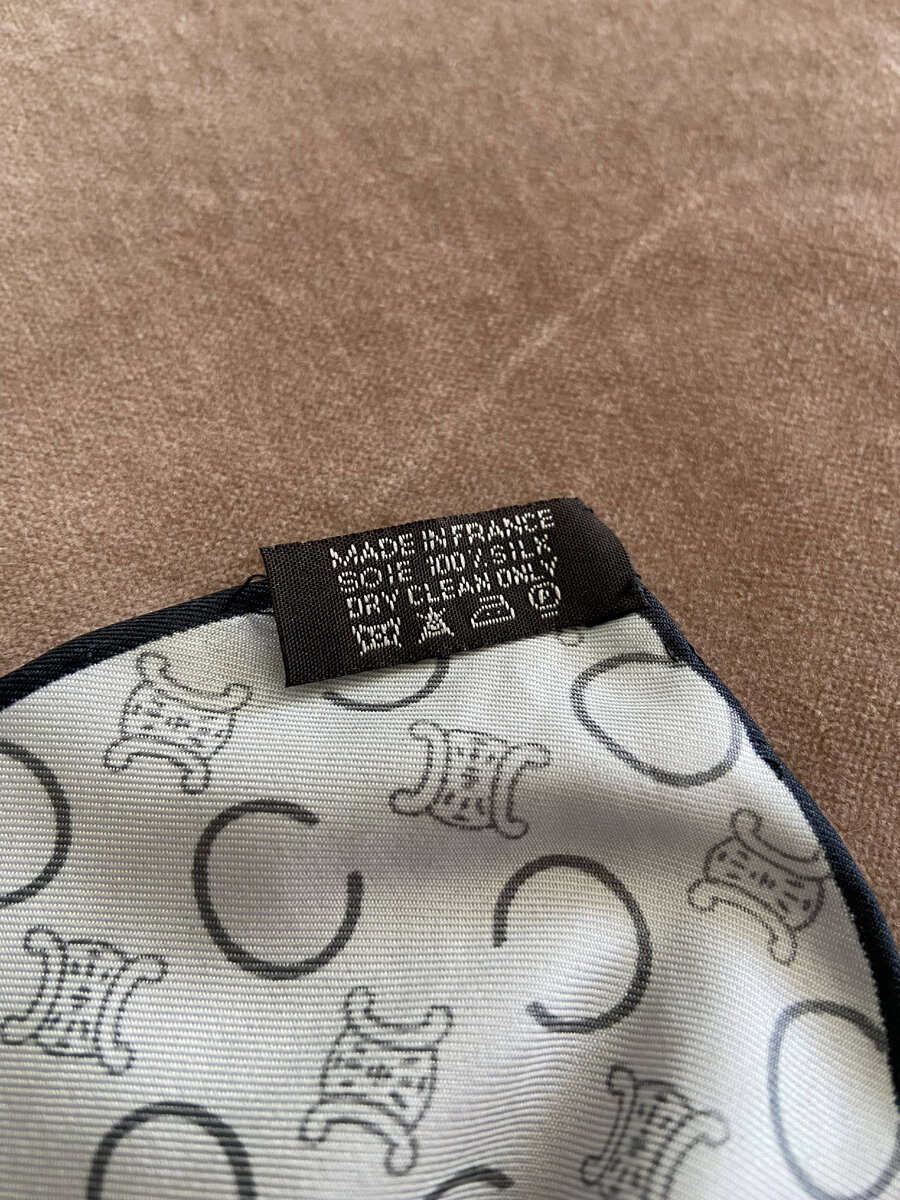 MADE IN FRANCE
SOIE 100% SILK
DRY CLEAN ONLY
P